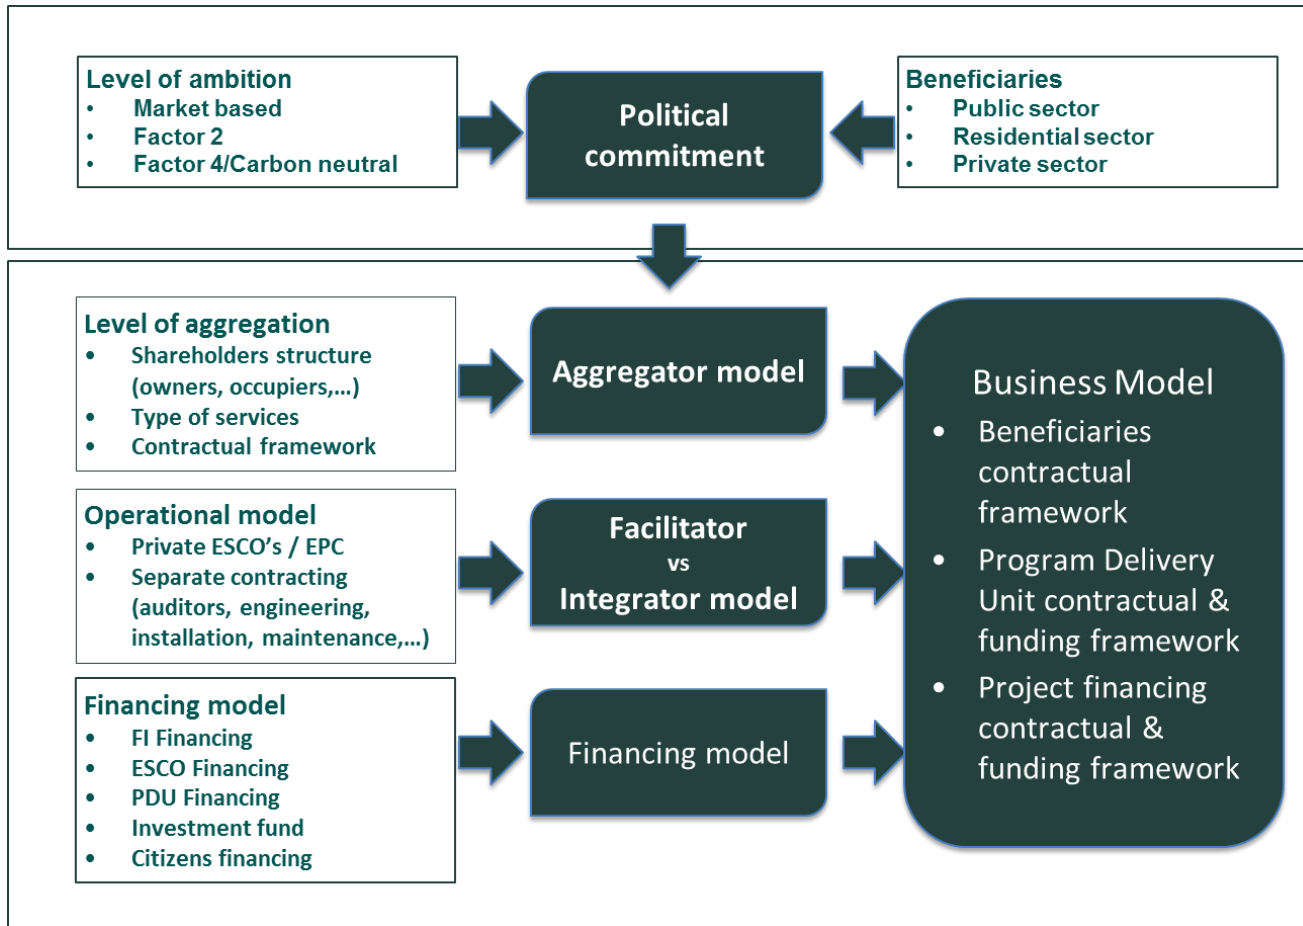 Level of ambition
• Market based
• Factor 2
• Factor 4/Carbon neutral
Political
commitment
Beneficiaries
• Public sector
• Residential sector
• Private sector
Level of aggregation
• Shareholders structure
(owners, occupiers,...)
• Type of services
• Contractual framework
Aggregator model
Operational model
• Private ESCO's / EPC
• Separate contracting
(auditors, engineering,
installation, maintenance,...)
Facilitator
vs
Integrator model
Financing model
• FI Financing
• ESCO Financing
• PDU Financing
• Investment fund
• Citizens financing
Financing model
Business Model
• Beneficiaries
contractual
framework
• Program Delivery
Unit contractual &
funding framework
• Project financing
contractual &
funding framework